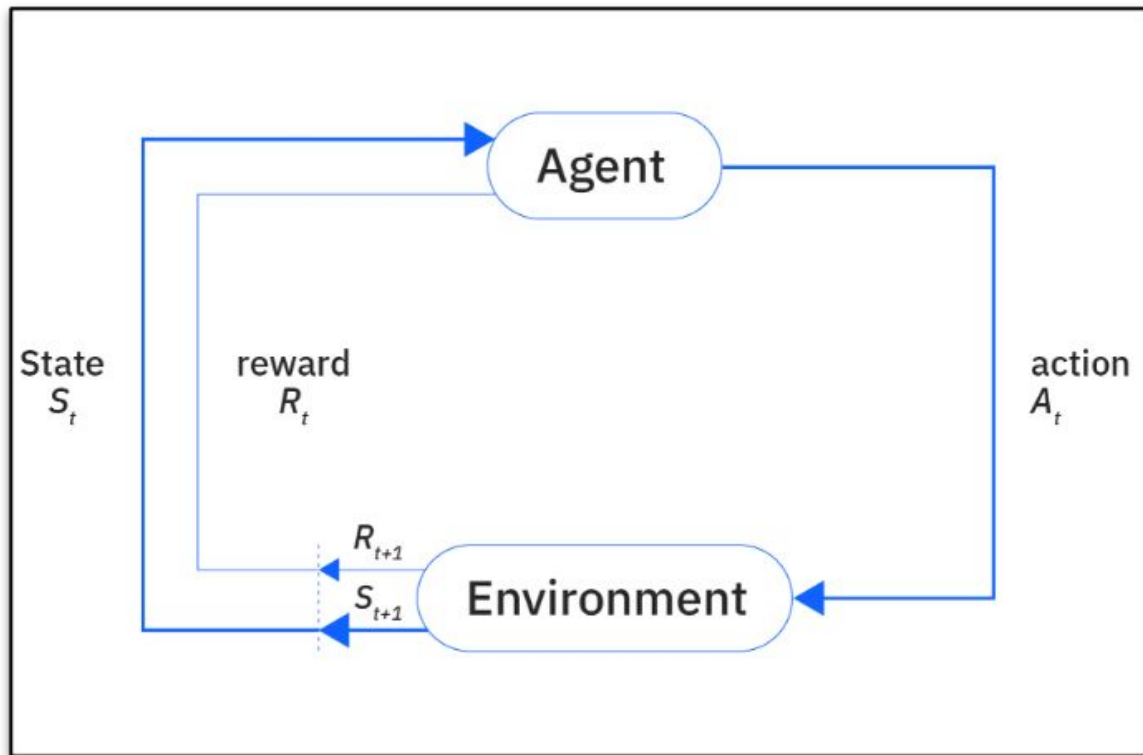 Agent
State
S_t
reward
R_t
action
A_t
R_{t+1}
S_{t+1}
Environment